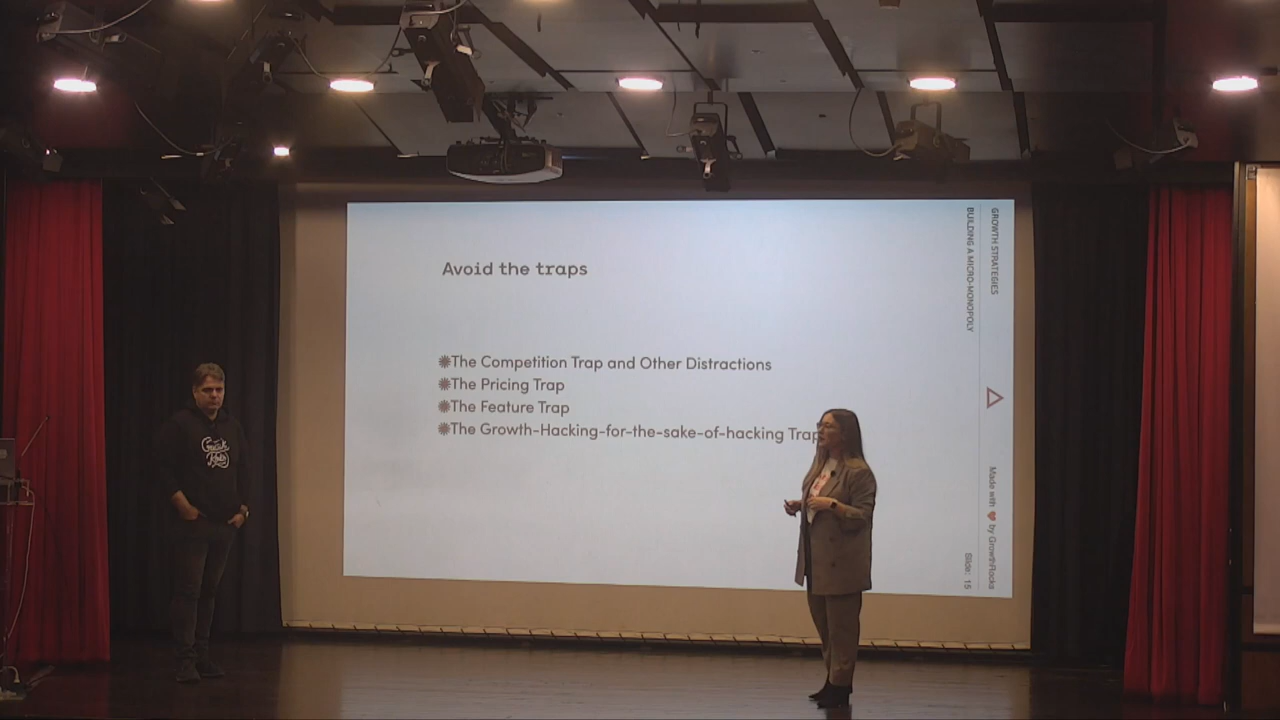 Avoid the traps
✺The Competition Trap and Other Distractions
✺The Pricing Trap
✺The Feature Trap
✺The Growth-Hacking-for-the-sake-of-hacking Trap
GROWTH STRATEGIES
BUILDING A MICRO-MONOPOLY
Made with ❤ by GrowthRocks
Slide: 15